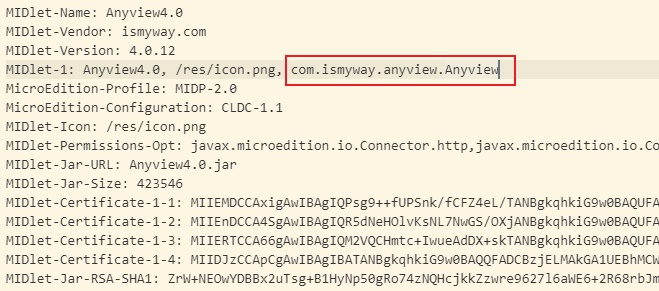 MIDlet-Name: Anyview4.0
MIDlet-Vendor: ismyway.com
MIDlet-Version: 4.0.12
MIDlet-1: Anyview4.0, /res/icon.png, com.ismyway.anyview.Anyview
MicroEdition-Profile: MIDP-2.0
MicroEdition-Configuration: CLDC-1.1
MIDlet-Icon: /res/icon.png
MIDlet-Permissions-Opt: javax.microedition.io.Connector.http,javax.microedition.io.Co
MIDlet-Jar-URL: Anyview4.0.jar
MIDlet-Jar-Size: 423546
MIDlet-Certificate-1-1: MIIEMDCCAxigAwIBAgIQPsg9++fUPSnk/fCFZ4eL/TANBgkqhkiG9w0BAQUFA
MIDlet-Certificate-1-2: MIIEnDCCA4SgAwIBAgIQR5dNeHOlvKsNL7NwGS/OXjANBgkqhkiG9w0BAQUFA
MIDlet-Certificate-1-3: MIIERTCCA66gAwIBAgIQM2VQCHmtc+IwueAdDX+skTANBgkqhkiG9w0BAQUFA
MIDlet-Certificate-1-4: MIIDJzCCApCgAwIBAgIBATANBgkqhkiG9w0BAQQFADCBzjELMAkGA1UEBhMCW
MIDlet-Jar-RSA-SHA1: ZrW+NEOwYDBBx2uTsg+B1HyNp50gRo74zNQHcjkkZzwre9627l6aWE6+2R68rbJm